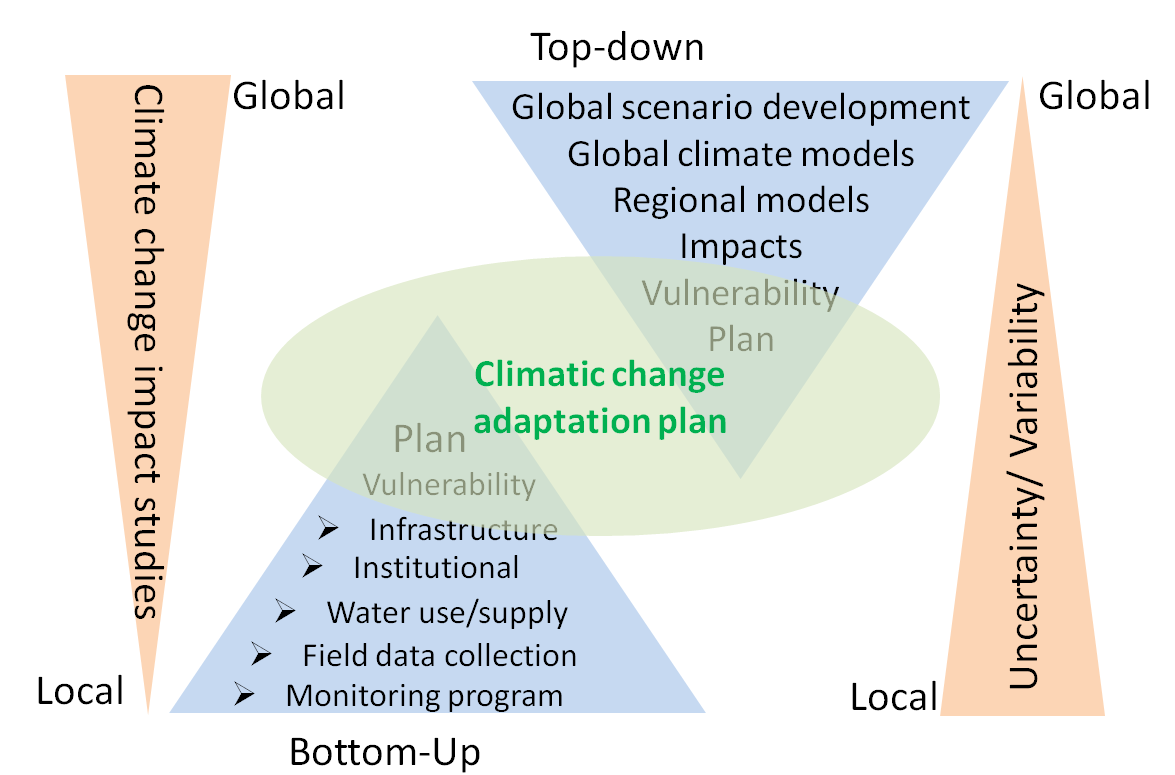 Top-down
Global
Global
Climate change impact studies
Global scenario development
Global climate models
Regional models
Impacts
Vulnerability
Plan
Climatic change
adaptation plan
Plan
Vulnerability
Infrastructure
Institutional
Water use/supply
Field data collection
Monitoring program
Uncertainty/ Variability
Local
Local
Bottom-Up